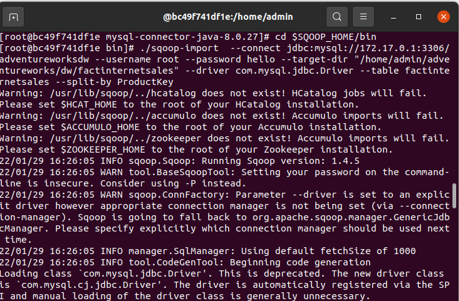 @bc49f741df1e:/home/admin
[root@bc49f741df1e mysql-connector-java-8.0.27]# cd $SQOOP_HOME/bin
[root@bc49f741df1e bin]# ./sqoop-import  --connect jdbc:mysql://172.17.0.1:3306/
adventureworksdw --username root --password hello --target-dir "/home/admin/adve
ntureworks/dw/factinternetsales" --driver com.mysql.jdbc.Driver --table factinte
rnetsales --split-by ProductKey
Warning: /usr/lib/sqoop/../hcatalog does not exist! HCatalog jobs will fail.
Please set $HCAT_HOME to the root of your HCatalog installation.
Warning: /usr/lib/sqoop/../accumulo does not exist! Accumulo imports will fail.
Please set $ACCUMULO_HOME to the root of your Accumulo installation.
Warning: /usr/lib/sqoop/../zookeeper does not exist! Accumulo imports will fail.
Please set $ZOOKEEPER_HOME to the root of your Zookeeper installation.
22/01/29 16:26:05 INFO sqoop.Sqoop: Running Sqoop version: 1.4.5
22/01/29 16:26:05 WARN tool.BaseSqoopTool: Setting your password on the command-
line is insecure. Consider using -P instead.
22/01/29 16:26:05 WARN sqoop.ConnFactory: Parameter --driver is set to an explic
it driver however appropriate connection manager is not being set (via --connect
ion-manager). Sqoop is going to fall back to org.apache.sqoop.manager.GenericJdb
cManager. Please specify explicitly which connection manager should be used next
 time.
22/01/29 16:26:05 INFO manager.SqlManager: Using default fetchSize of 1000
22/01/29 16:26:05 INFO tool.CodeGenTool: Beginning code generation
Loading class `com.mysql.jdbc.Driver'. This is deprecated. The new driver class
is `com.mysql.cj.jdbc.Driver'. The driver is automatically registered via the SP
I and manual loading of the driver class is generally unnecessary.